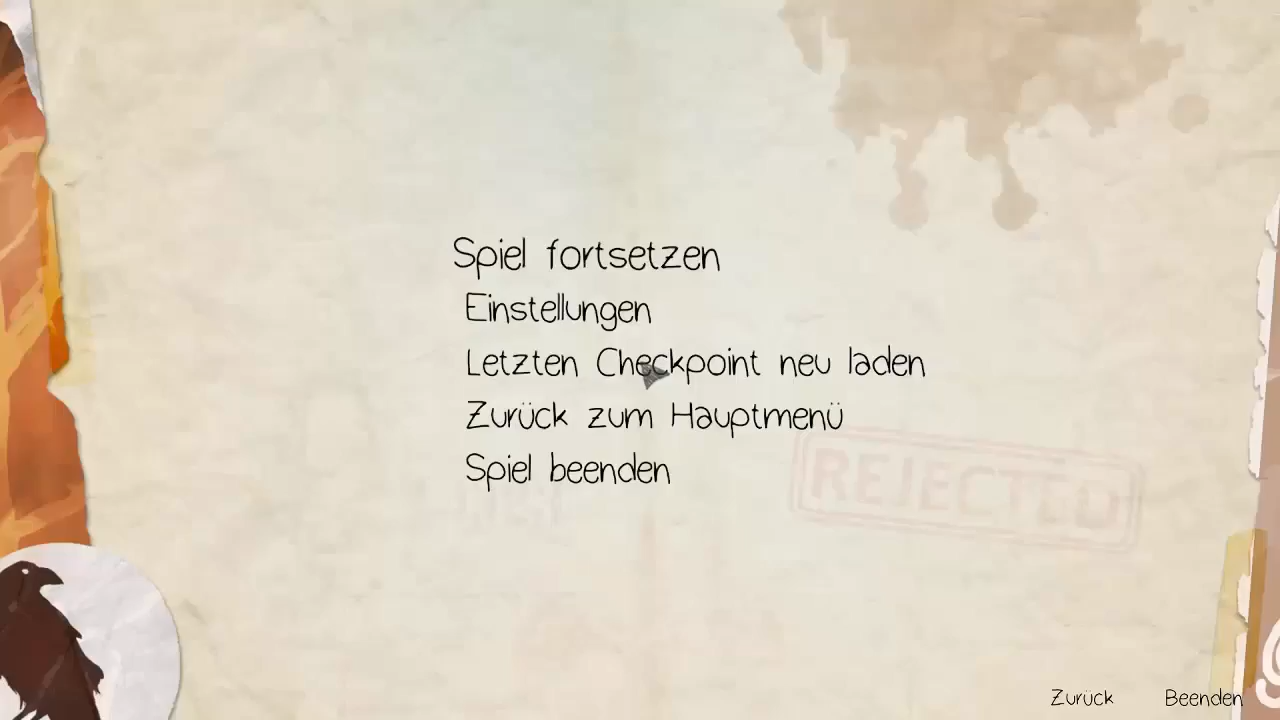 Spiel fortsetzen
Einstellungen
Letzten Checkpoint neu laden
Zurück zum Hauptmenü
Spiel beenden
REJECTED
Zurück Beenden